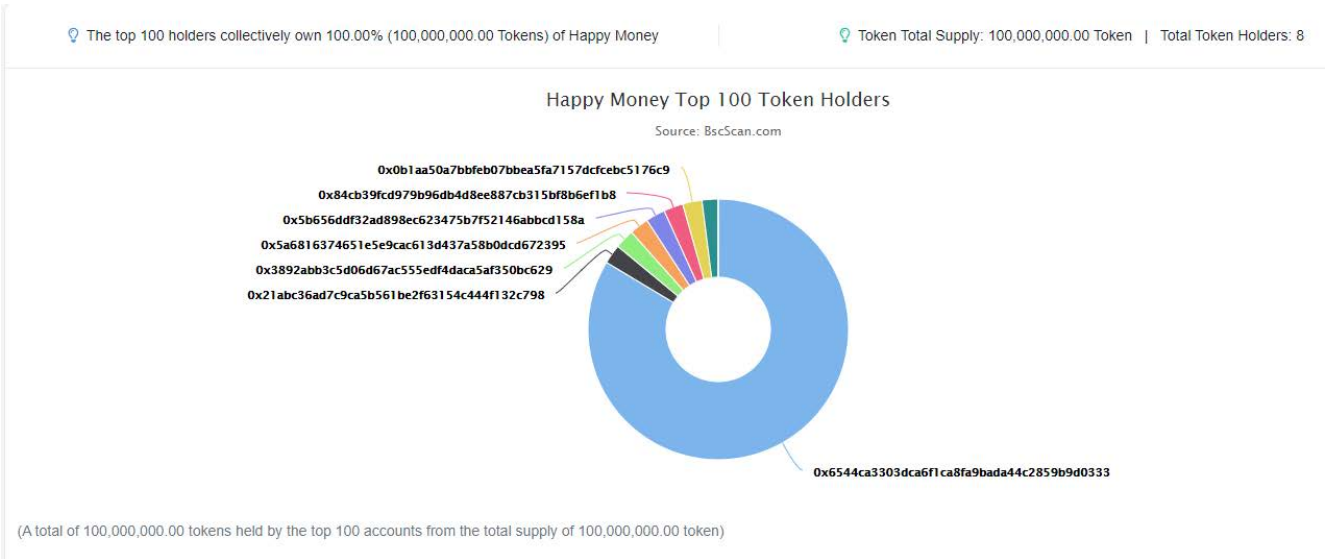 The top 100 holders collectively own 100.00% (100,000,000.00 Tokens) of Happy Money
Token Total Supply: 100,000,000.00 Token | Total Token Holders: 8
Happy Money Top 100 Token Holders
Source: BscScan.com
0x0b1aa50a7bbfeb07bbea5fa7157dcfcebc5176c9
0x84cb39fcd979b96db4d8ee887cb315bf8b6ef1b8
0x5b656ddf32ad898ec623475b7f52146abbcd158a
0x5a6816374651e5e9cac613d437a58b0dcd672395
0x3892abb3c5d06d67ac555edf4daca5af350bc629
0x21abc36ad7c9ca5b561be2f63154c444f132c798
0x6544ca3303dca6f1ca8fa9bada44c2859b9d0333
(A total of 100,000,000.00 tokens held by the top 100 accounts from the total supply of 100,000,000.00 token)